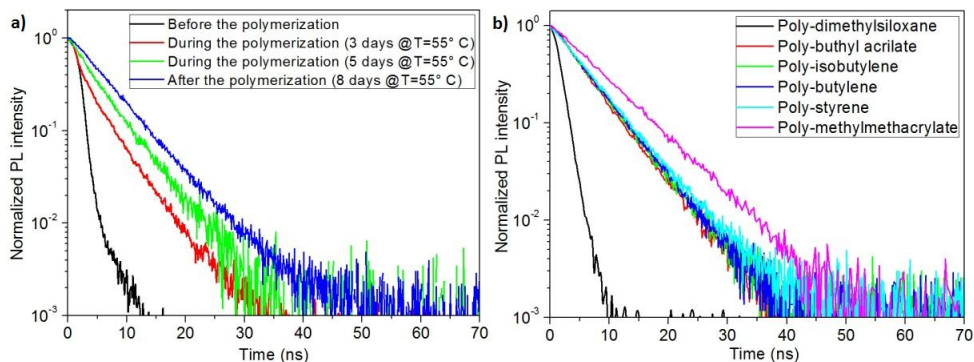 a)
Before the polymerization
During the polymerization (3 days @T=55° C)
During the polymerization (5 days @T=55° C)
After the polymerization (8 days @T=55° C)
Normalized PL intensity
10⁰
10⁻¹
10⁻²
10⁻³
0 10 20 30 40 50 60 70
Time (ns)
b)
Poly-dimethylsiloxane
Poly-buthyl acrilate
Poly-isobutylene
Poly-butylene
Poly-styrene
Poly-methylmethacrylate
Normalized PL intensity
10⁰
10⁻¹
10⁻²
10⁻³
0 10 20 30 40 50 60 70
Time (ns)